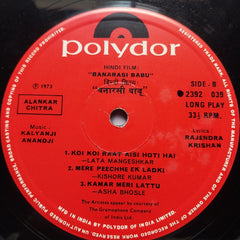 polydor
HINDI FILM:
"BANARASI BABU"
हिन्दी फिल्म:
"बनारसी बाबू"
℗ 1973
SIDE - B
2392 039
ALANKAR CHITRA
LONG PLAY
33⅓ RPM.
Music:
KALYANJI ANANDJI
Lyrics:
RAJENDRA KRISHAN
1. KOI KOI RAAT AISI HOTI HAI
—LATA MANGESHKAR
2. MERE PEECHHE EK LADKI
—KISHORE KUMAR
3. KAMAR MERI LATTU
—ASHA BHOSLE
The Artistes appear by courtesy of
The Gramophone Company
of India Ltd.
MADE IN INDIA BY POLYDOR OF INDIA LIMITED.